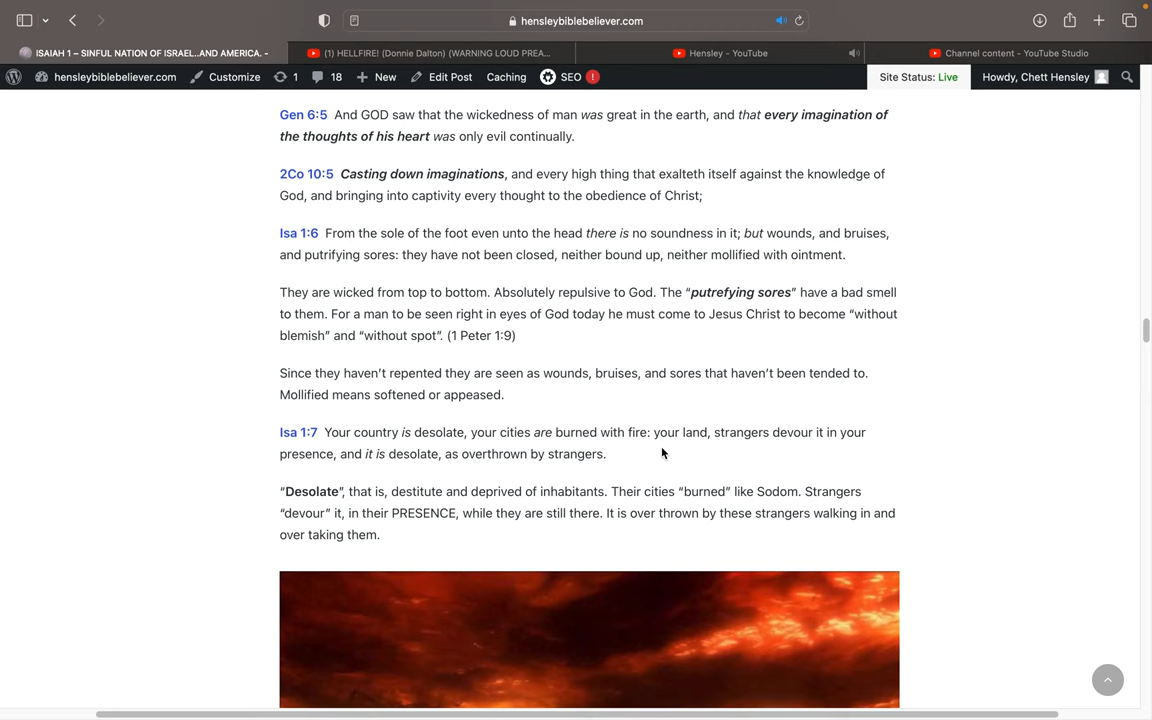 hensleybiblebeliever.com
ISAIAH 1 – SINFUL NATION OF ISRAEL..AND AMERICA. -
(1) HELLFIRE! (Donnie Dalton) (WARNING LOUD PREA...
Hensley - YouTube
Channel content - YouTube Studio
hensleybiblebeliever.com
Customize
1
18
New
Edit Post
Caching
SEO !
Site Status: Live
Howdy, Chett Hensley
Gen 6:5 And GOD saw that the wickedness of man was great in the earth, and that every imagination of
the thoughts of his heart was only evil continually.
2Co 10:5 Casting down imaginations, and every high thing that exalteth itself against the knowledge of
God, and bringing into captivity every thought to the obedience of Christ;
Isa 1:6 From the sole of the foot even unto the head there is no soundness in it; but wounds, and bruises,
and putrifying sores: they have not been closed, neither bound up, neither mollified with ointment.
They are wicked from top to bottom. Absolutely repulsive to God. The “putrefying sores” have a bad smell
to them. For a man to be seen right in eyes of God today he must come to Jesus Christ to become “without
blemish” and “without spot”. (1 Peter 1:9)
Since they haven’t repented they are seen as wounds, bruises, and sores that haven’t been tended to.
Mollified means softened or appeased.
Isa 1:7 Your country is desolate, your cities are burned with fire: your land, strangers devour it in your
presence, and it is desolate, as overthrown by strangers.
“Desolate”, that is, destitute and deprived of inhabitants. Their cities “burned” like Sodom. Strangers
“devour” it, in their PRESENCE, while they are still there. It is over thrown by these strangers walking in and
over taking them.